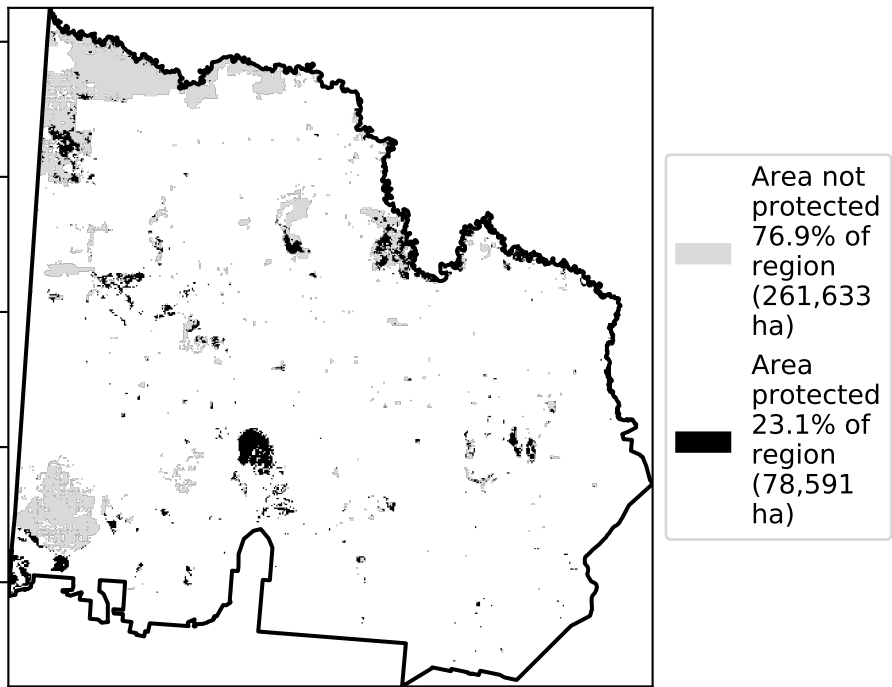 Area not
protected
76.9% of
region
(261,633
ha)
Area
protected
23.1% of
region
(78,591
ha)